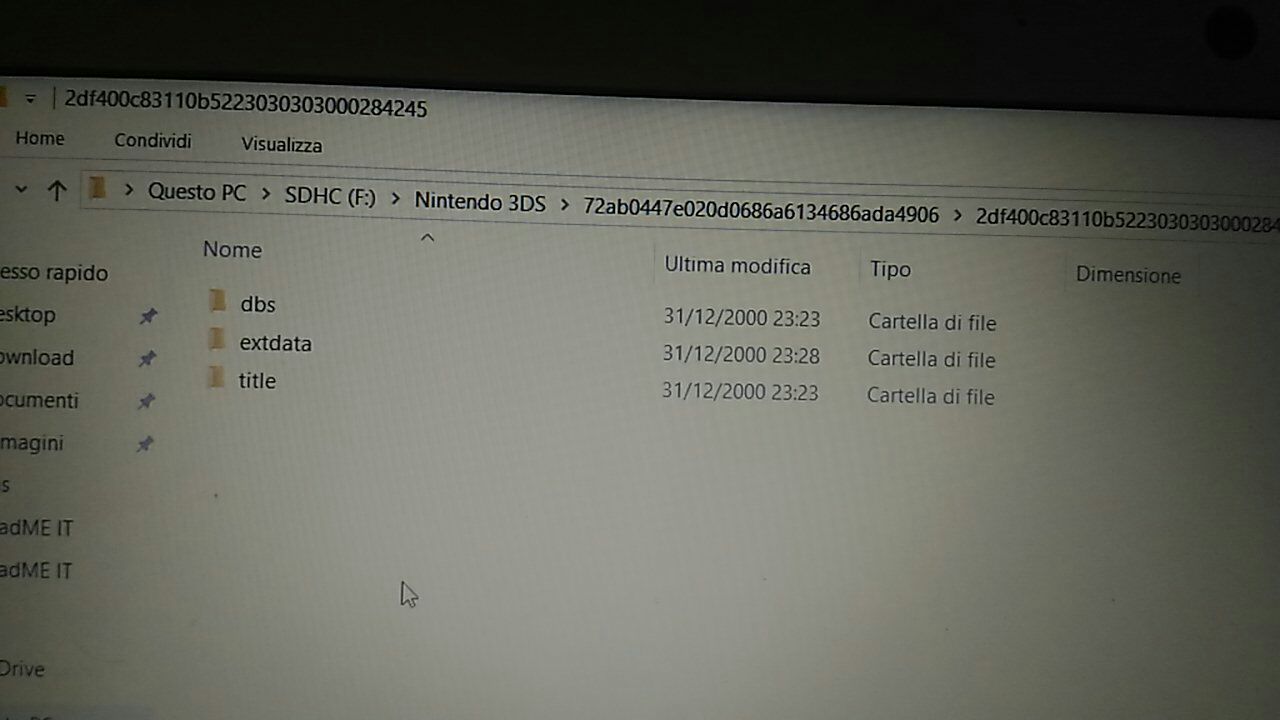 2df400c83110b5223030303000284245
Home Condividi Visualizza
Questo PC > SDHC (F:) > Nintendo 3DS > 72ab0447e020d0686a6134686ada4906 > 2df400c83110b522303030300028４
Nome Ultima modifica Tipo Dimensione
esso rapido
esktop
ownload
ocumenti
magini
s
adME IT
adME IT
Drive
dbs 31/12/2000 23:23 Cartella di file
extdata 31/12/2000 23:28 Cartella di file
title 31/12/2000 23:23 Cartella di file